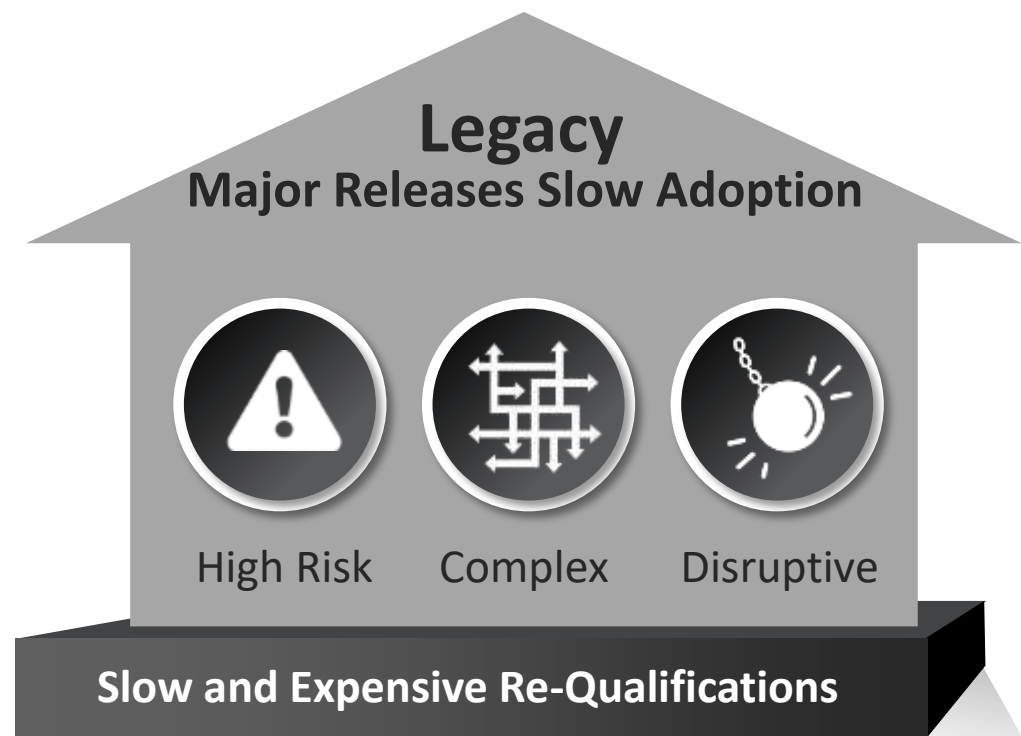 Legacy
Major Releases Slow Adoption
High Risk
Complex
Disruptive
Slow and Expensive Re-Qualifications